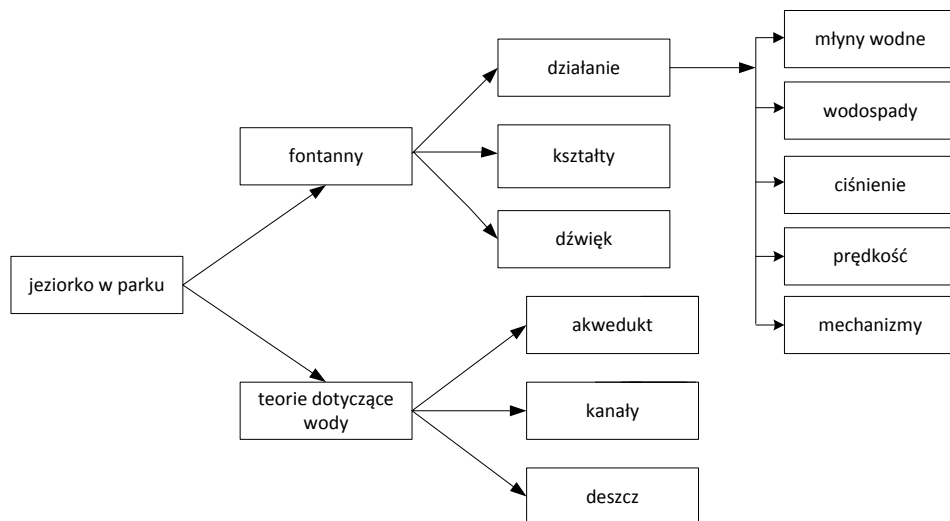 młyny wodne
działanie
wodospady
fontanny
kształty
ciśnienie
dźwięk
prędkość
jeziorko w parku
akwedukt
mechanizmy
teorie dotyczące
wody
kanały
deszcz